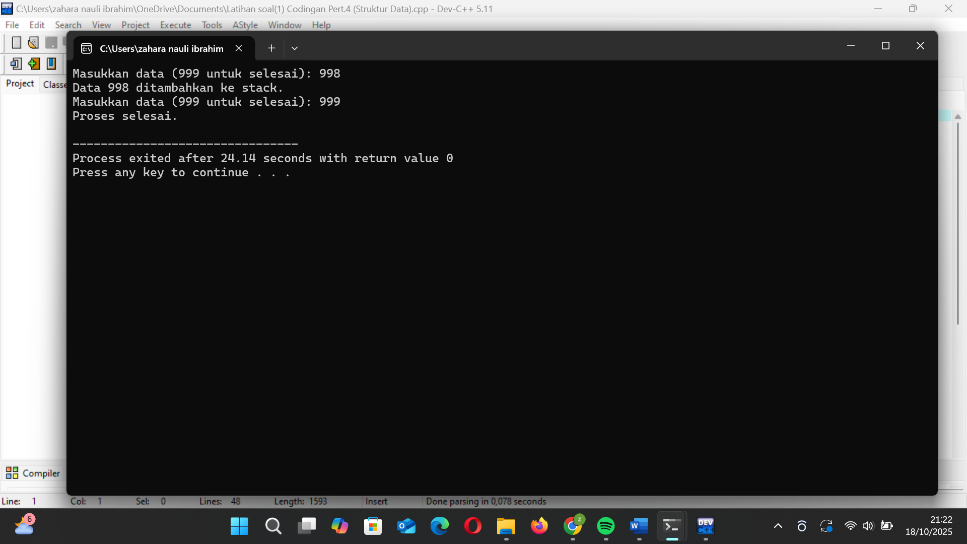 C:\Users\zahara nauli ibrahim\OneDrive\Documents\Latihan soal(1) Codingan Pert.4 (Struktur Data).cpp - Dev-C++ 5.11
File Edit Search View Project Execute Tools AStyle Window Help
C:\Users\zahara nauli ibrahim
Project Classe
Masukkan data (999 untuk selesai): 998
Data 998 ditambahkan ke stack.
Masukkan data (999 untuk selesai): 999
Proses selesai.
--------------------------------
Process exited after 24.14 seconds with return value 0
Press any key to continue . . .
Compiler
Line: 1 Col: 1 Sel: 0 Lines: 48 Length: 1593 Insert Done parsing in 0,078 seconds
21:22
18/10/2025